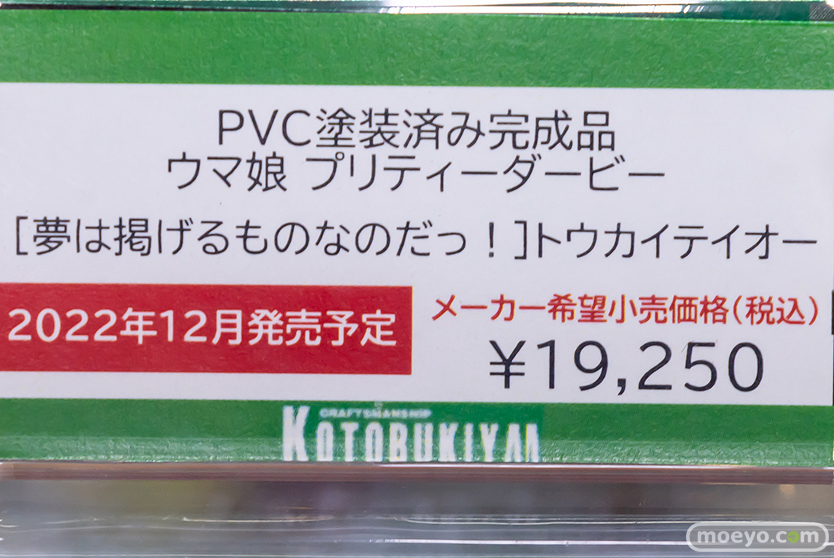 PVC塗装済み完成品
ウマ娘 プリティーダービー
[夢は掲げるものなのだっ！]トウカイテイオー
2022年12月発売予定
メーカー希望小売価格(税込)
¥19,250
CRAFTSMANSHIP
KOTOBUKIYA
moeyo.com